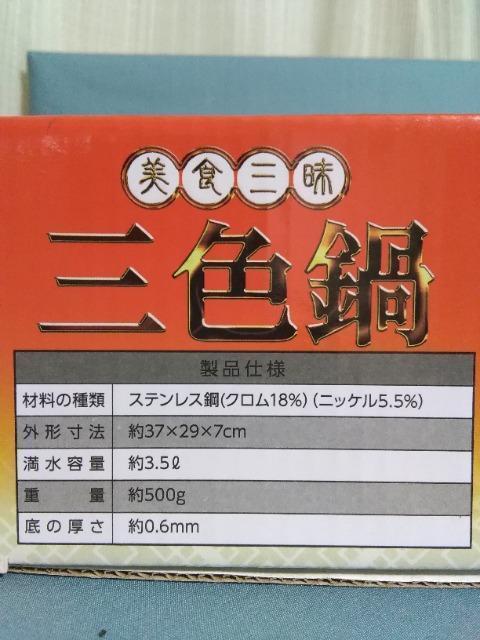 美食三味
三色鍋
製品仕様
材料の種類 ステンレス鋼(クロム18%)(ニッケル5.5%)
外形寸法 約37×29×7cm
満水容量 約3.5ℓ
重量 約500g
底の厚さ 約0.6mm